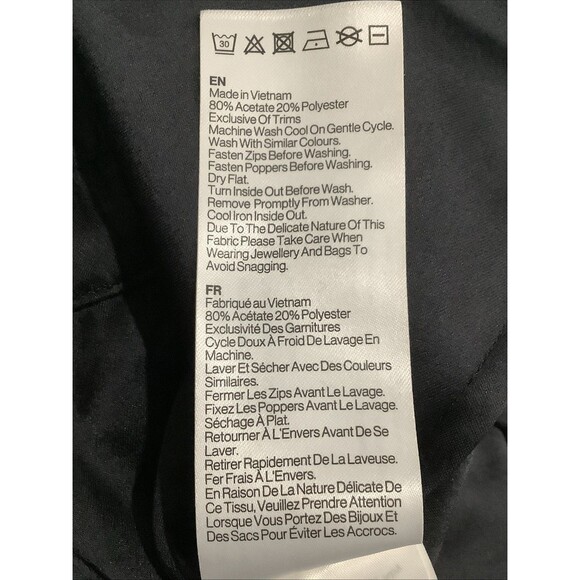 30
EN
Made in Vietnam
80% Acetate 20% Polyester
Exclusive Of Trims
Machine Wash Cool On Gentle Cycle.
Wash With Similar Colours.
Fasten Zips Before Washing.
Fasten Poppers Before Washing.
Dry Flat.
Turn Inside Out Before Wash.
Remove Promptly From Washer.
Cool Iron Inside Out.
Due To The Delicate Nature Of This
Fabric Please Take Care When
Wearing Jewellery And Bags To
Avoid Snagging.
FR
Fabriqué au Vietnam
80% Acétate 20% Polyester
Exclusivité Des Garnitures
Cycle Doux À Froid De Lavage En
Machine.
Laver Et Sécher Avec Des Couleurs
Similaires.
Fermer Les Zips Avant Le Lavage.
Fixez Les Poppers Avant Le Lavage.
Séchage À Plat.
Retourner À L'Envers Avant De Se
Laver.
Retirer Rapidement De La Laveuse.
Fer Frais À L'Envers.
En Raison De La Nature Délicate De
Ce Tissu, Veuillez Prendre Attention
Lorsque Vous Portez Des Bijoux Et
Des Sacs Pour Éviter Les Accrocs.